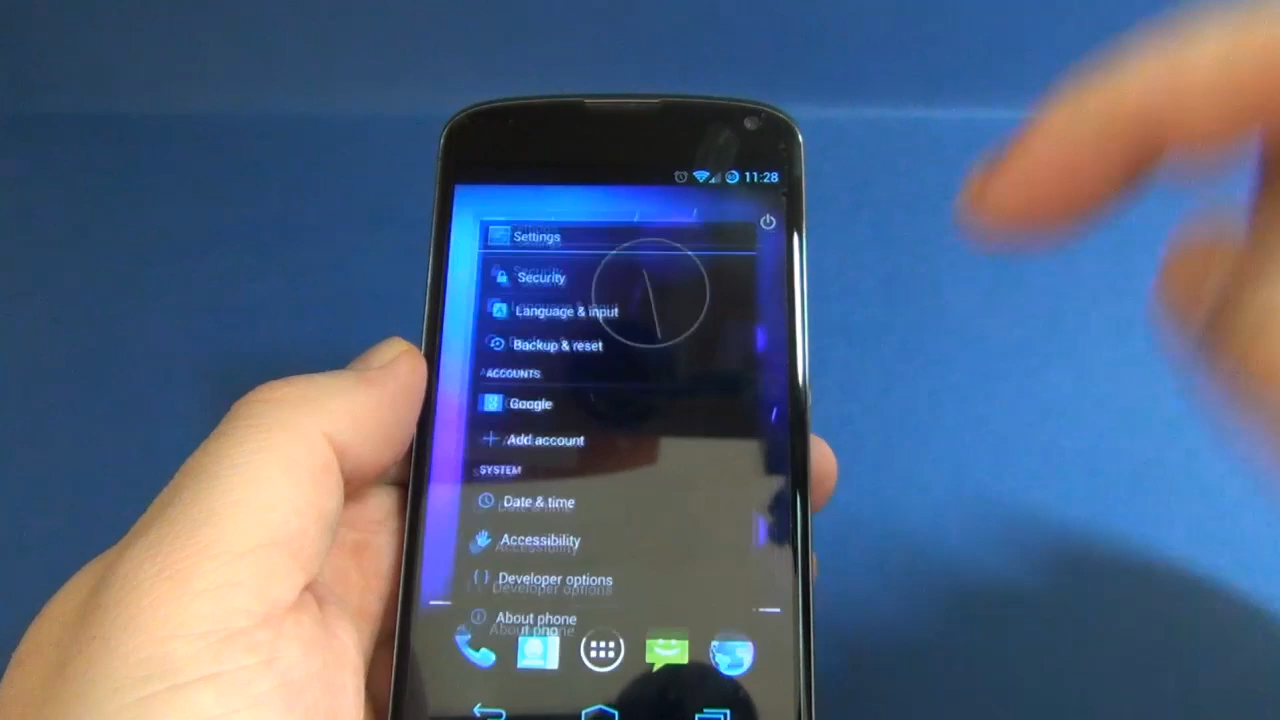 11:28
Settings
Security
Language & input
Backup & reset
ACCOUNTS
Google
Add account
SYSTEM
Date & time
Accessibility
Developer options
About phone